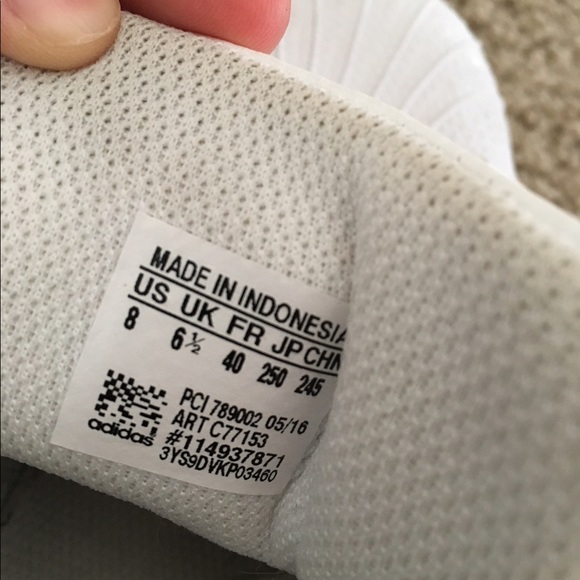 MADE IN INDONESIA
US UK FR JP CHN
8 6½ 40 250 245
PCI 789002 05/16
ART C77153
#114937871
3YS9DVKP03460
adidas